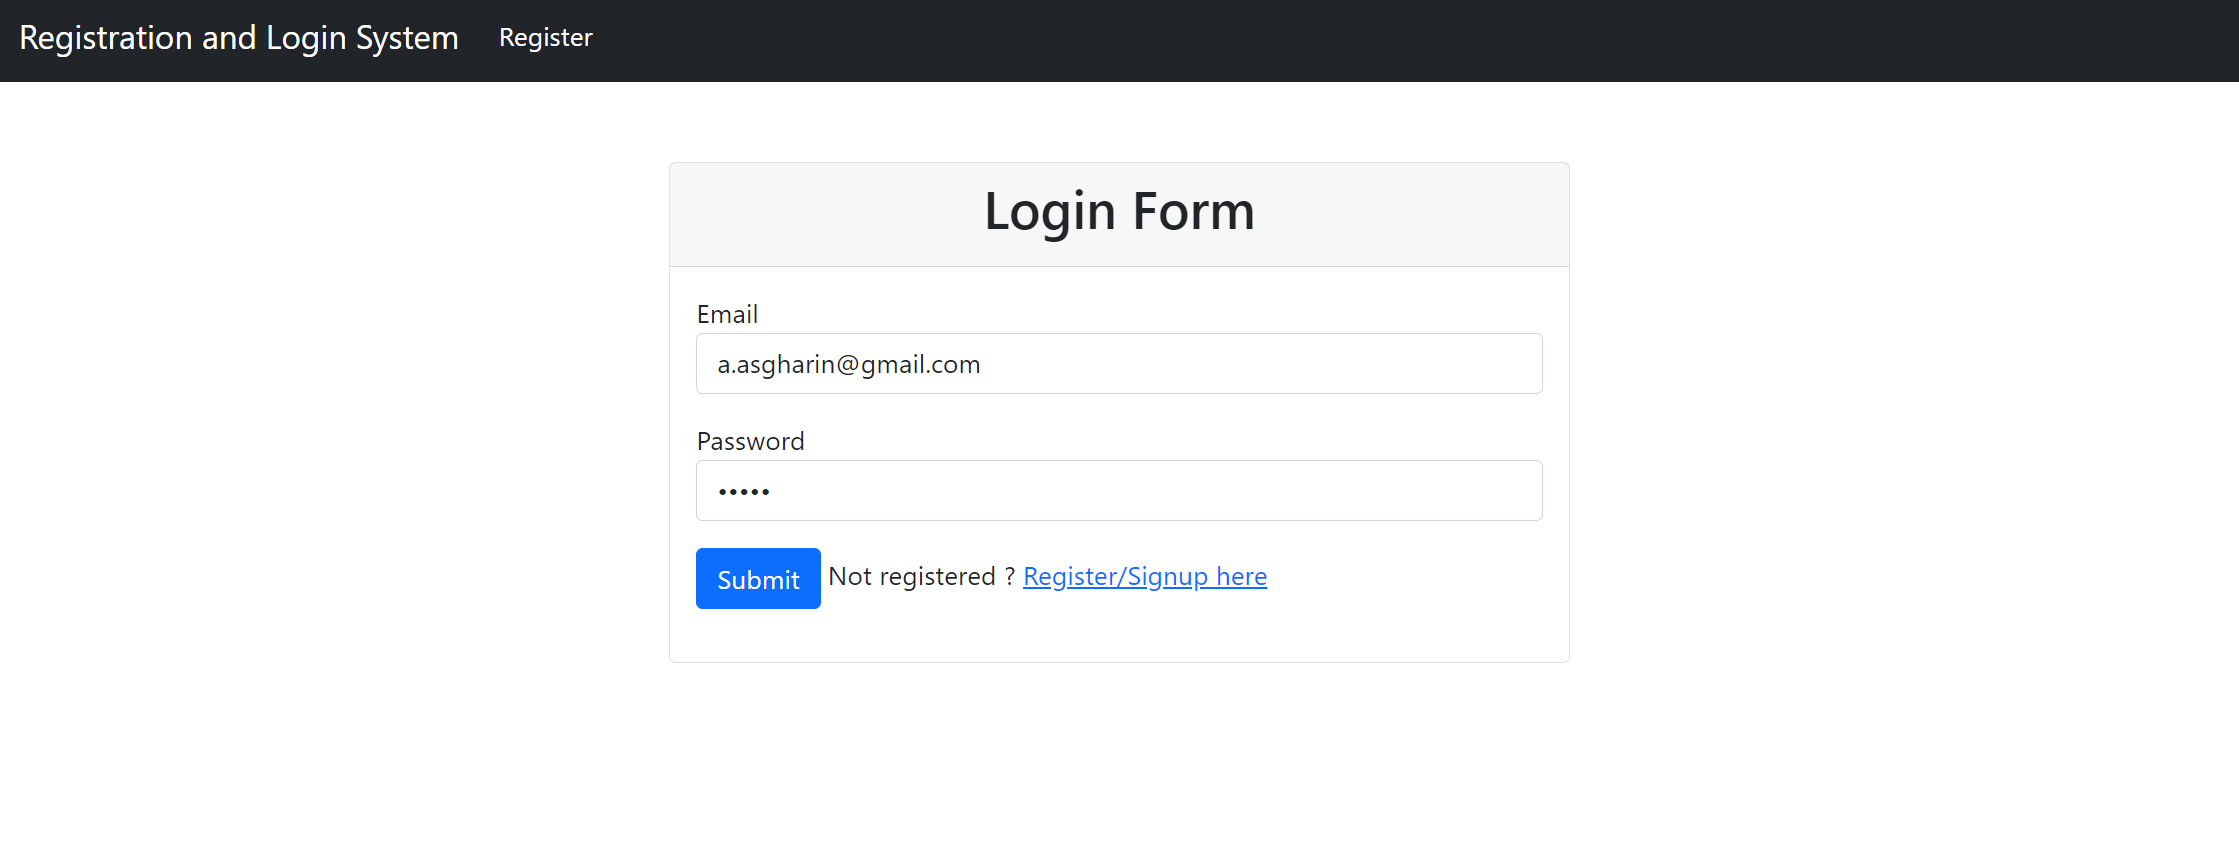 Registration and Login System Register
Login Form
Email
a.asgharin@gmail.com
Password
•••••
Submit Not registered ? Register/Signup here